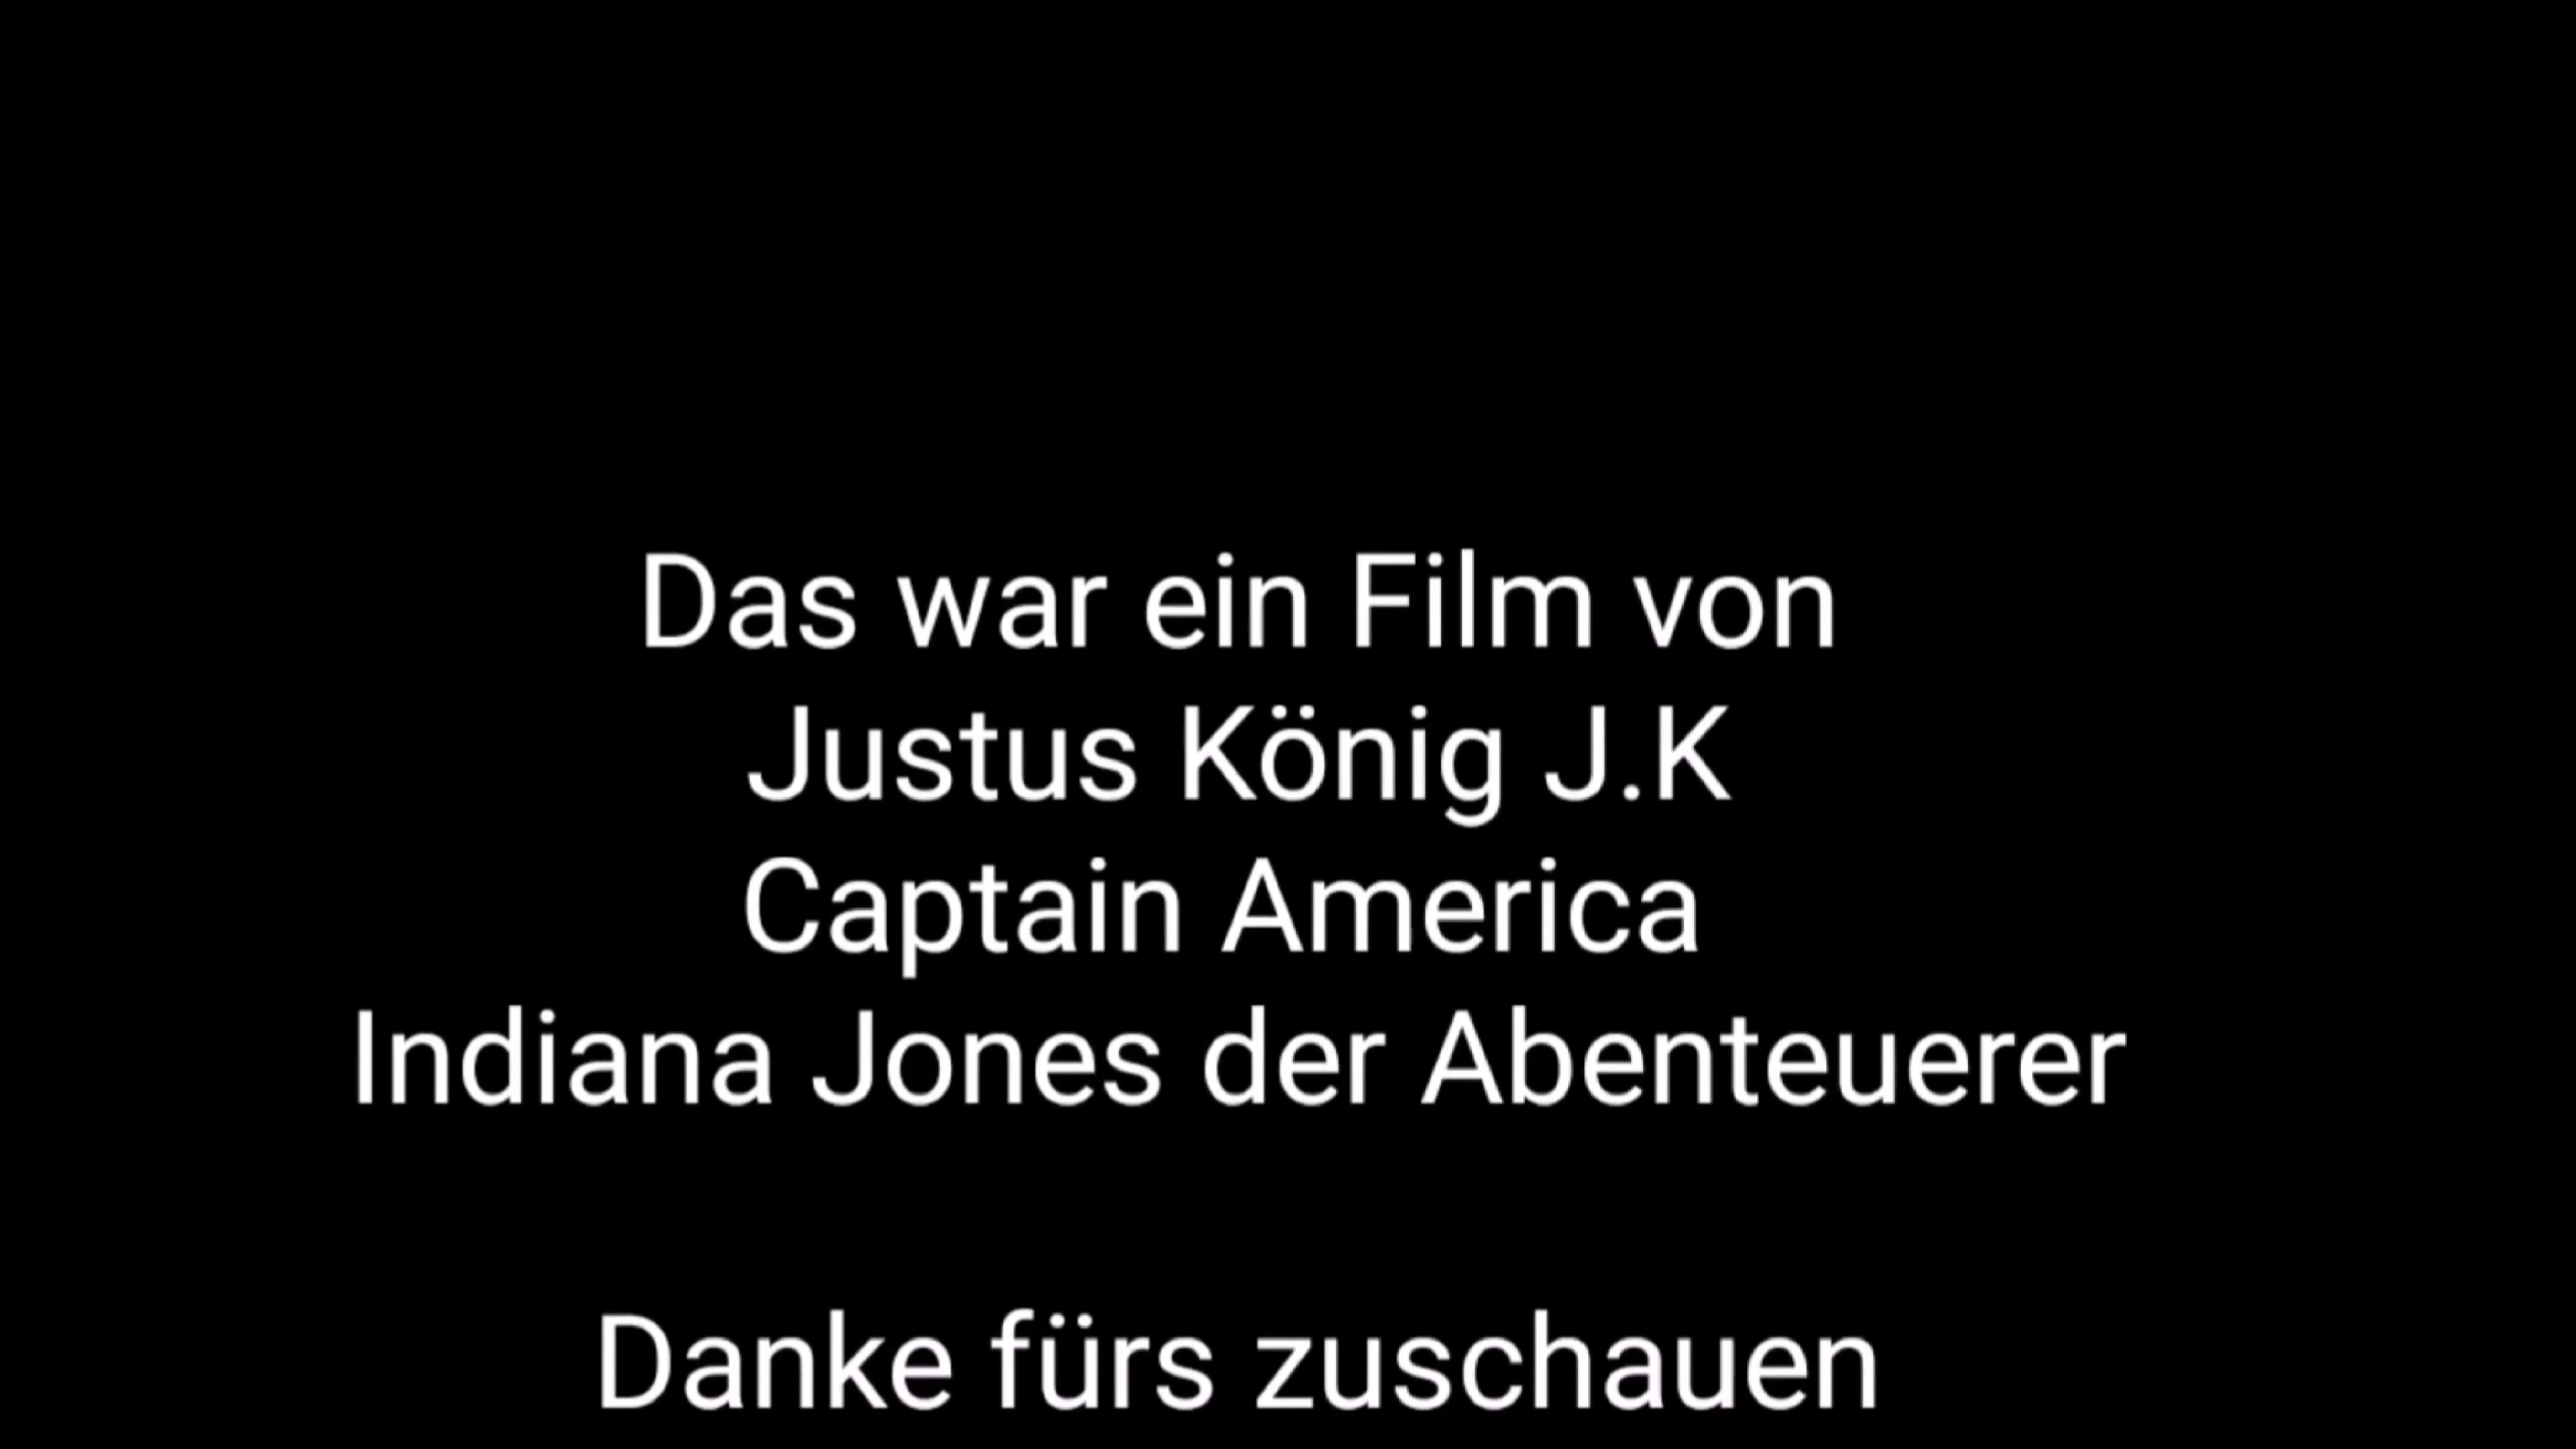 Das war ein Film von
Justus König J.K
Captain America
Indiana Jones der Abenteuerer
Danke fürs zuschauen